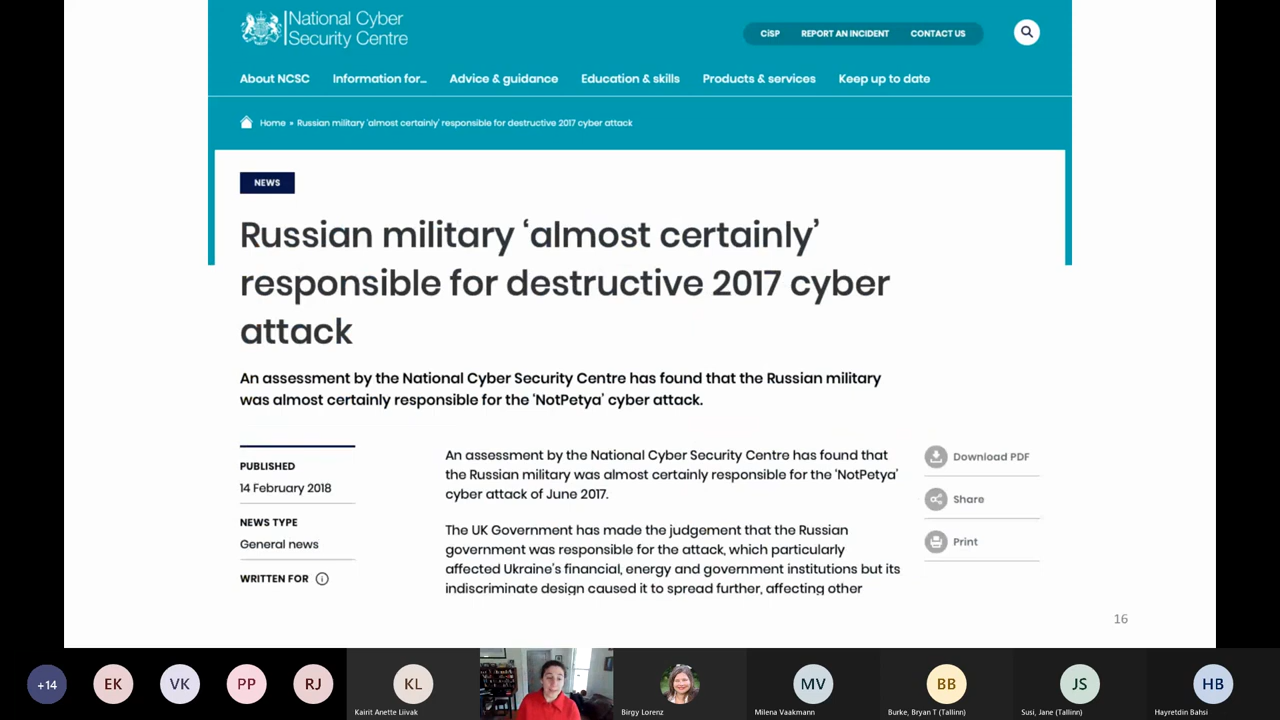 National Cyber
Security Centre
CiSP REPORT AN INCIDENT CONTACT US
About NCSC Information for... Advice & guidance Education & skills Products & services Keep up to date
Home » Russian military 'almost certainly' responsible for destructive 2017 cyber attack
NEWS
Russian military ‘almost certainly’
responsible for destructive 2017 cyber
attack
An assessment by the National Cyber Security Centre has found that the Russian military
was almost certainly responsible for the 'NotPetya' cyber attack.
PUBLISHED
14 February 2018
NEWS TYPE
General news
WRITTEN FOR
An assessment by the National Cyber Security Centre has found that
the Russian military was almost certainly responsible for the 'NotPetya'
cyber attack of June 2017.
The UK Government has made the judgement that the Russian
government was responsible for the attack, which particularly
affected Ukraine's financial, energy and government institutions but its
indiscriminate design caused it to spread further, affecting other
Download PDF
Share
Print
16
+14 EK VK PP RJ KL MV BB JS HB
Kairit Anette Liivak Birgy Lorenz Milena Vaakmann Burke, Bryan T (Tallinn) Susi, Jane (Tallinn) Hayretdin Bahsi